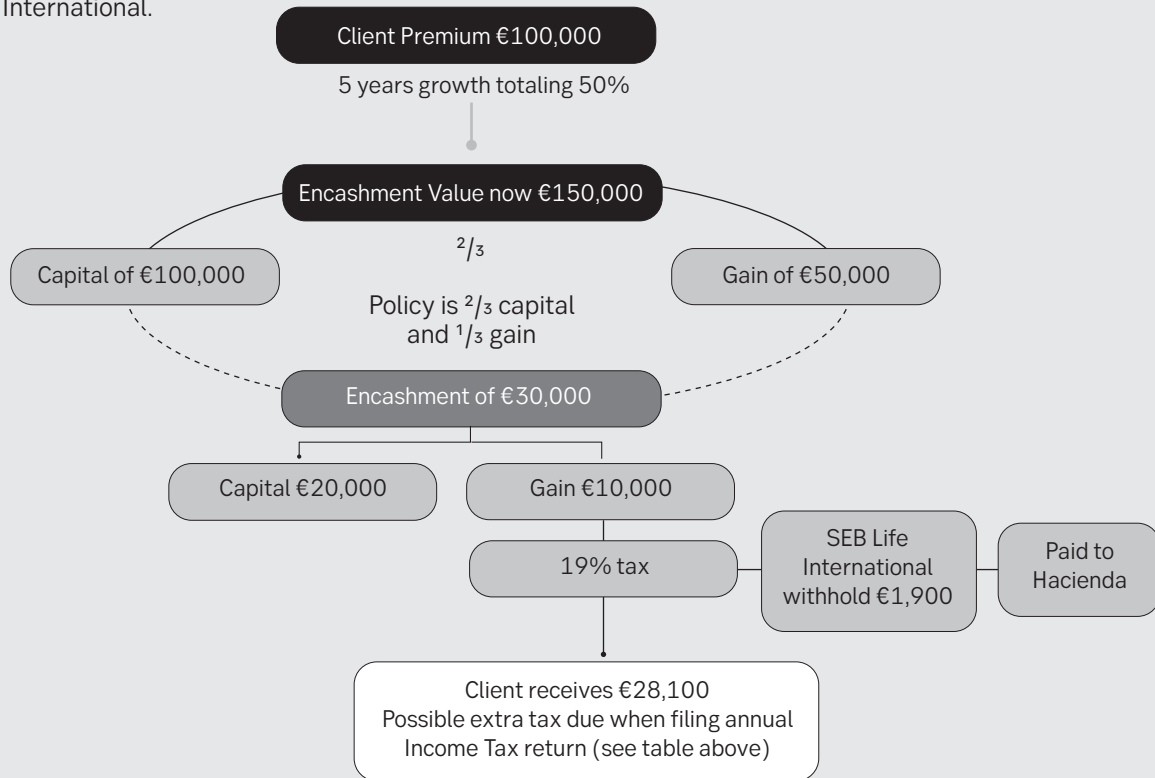 International.
Client Premium €100,000
5 years growth totaling 50%
Encashment Value now €150,000
²/₃
Capital of €100,000
Gain of €50,000
Policy is ²/₃ capital
and ¹/₃ gain
Encashment of €30,000
Capital €20,000
Gain €10,000
19% tax
SEB Life
International
withhold €1,900
Paid to
Hacienda
Client receives €28,100
Possible extra tax due when filing annual
Income Tax return (see table above)